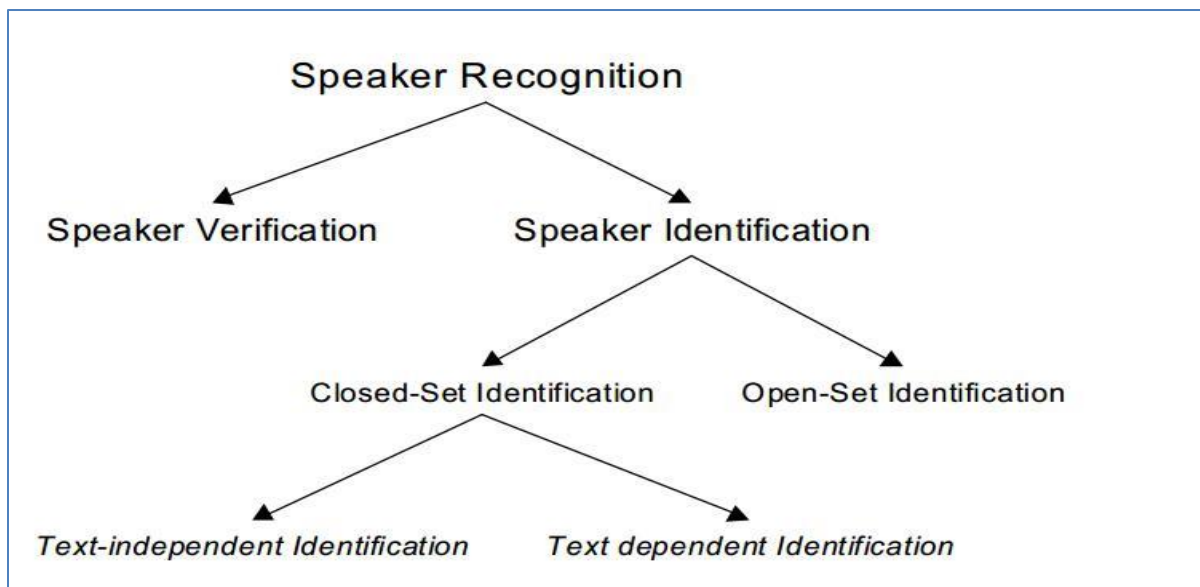 Speaker Recognition
Speaker Verification Speaker Identification
Closed-Set Identification Open-Set Identification
Text-independent Identification Text dependent Identification